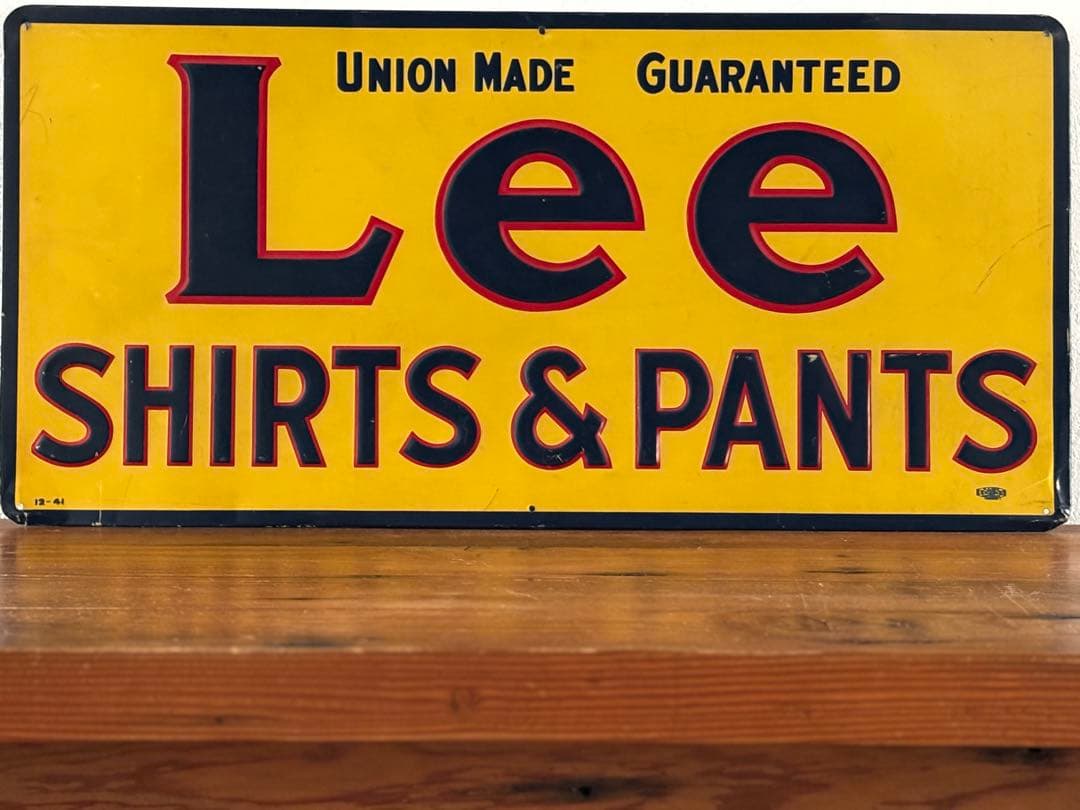 UNION MADE GUARANTEED
Lee
SHIRTS & PANTS
12-41